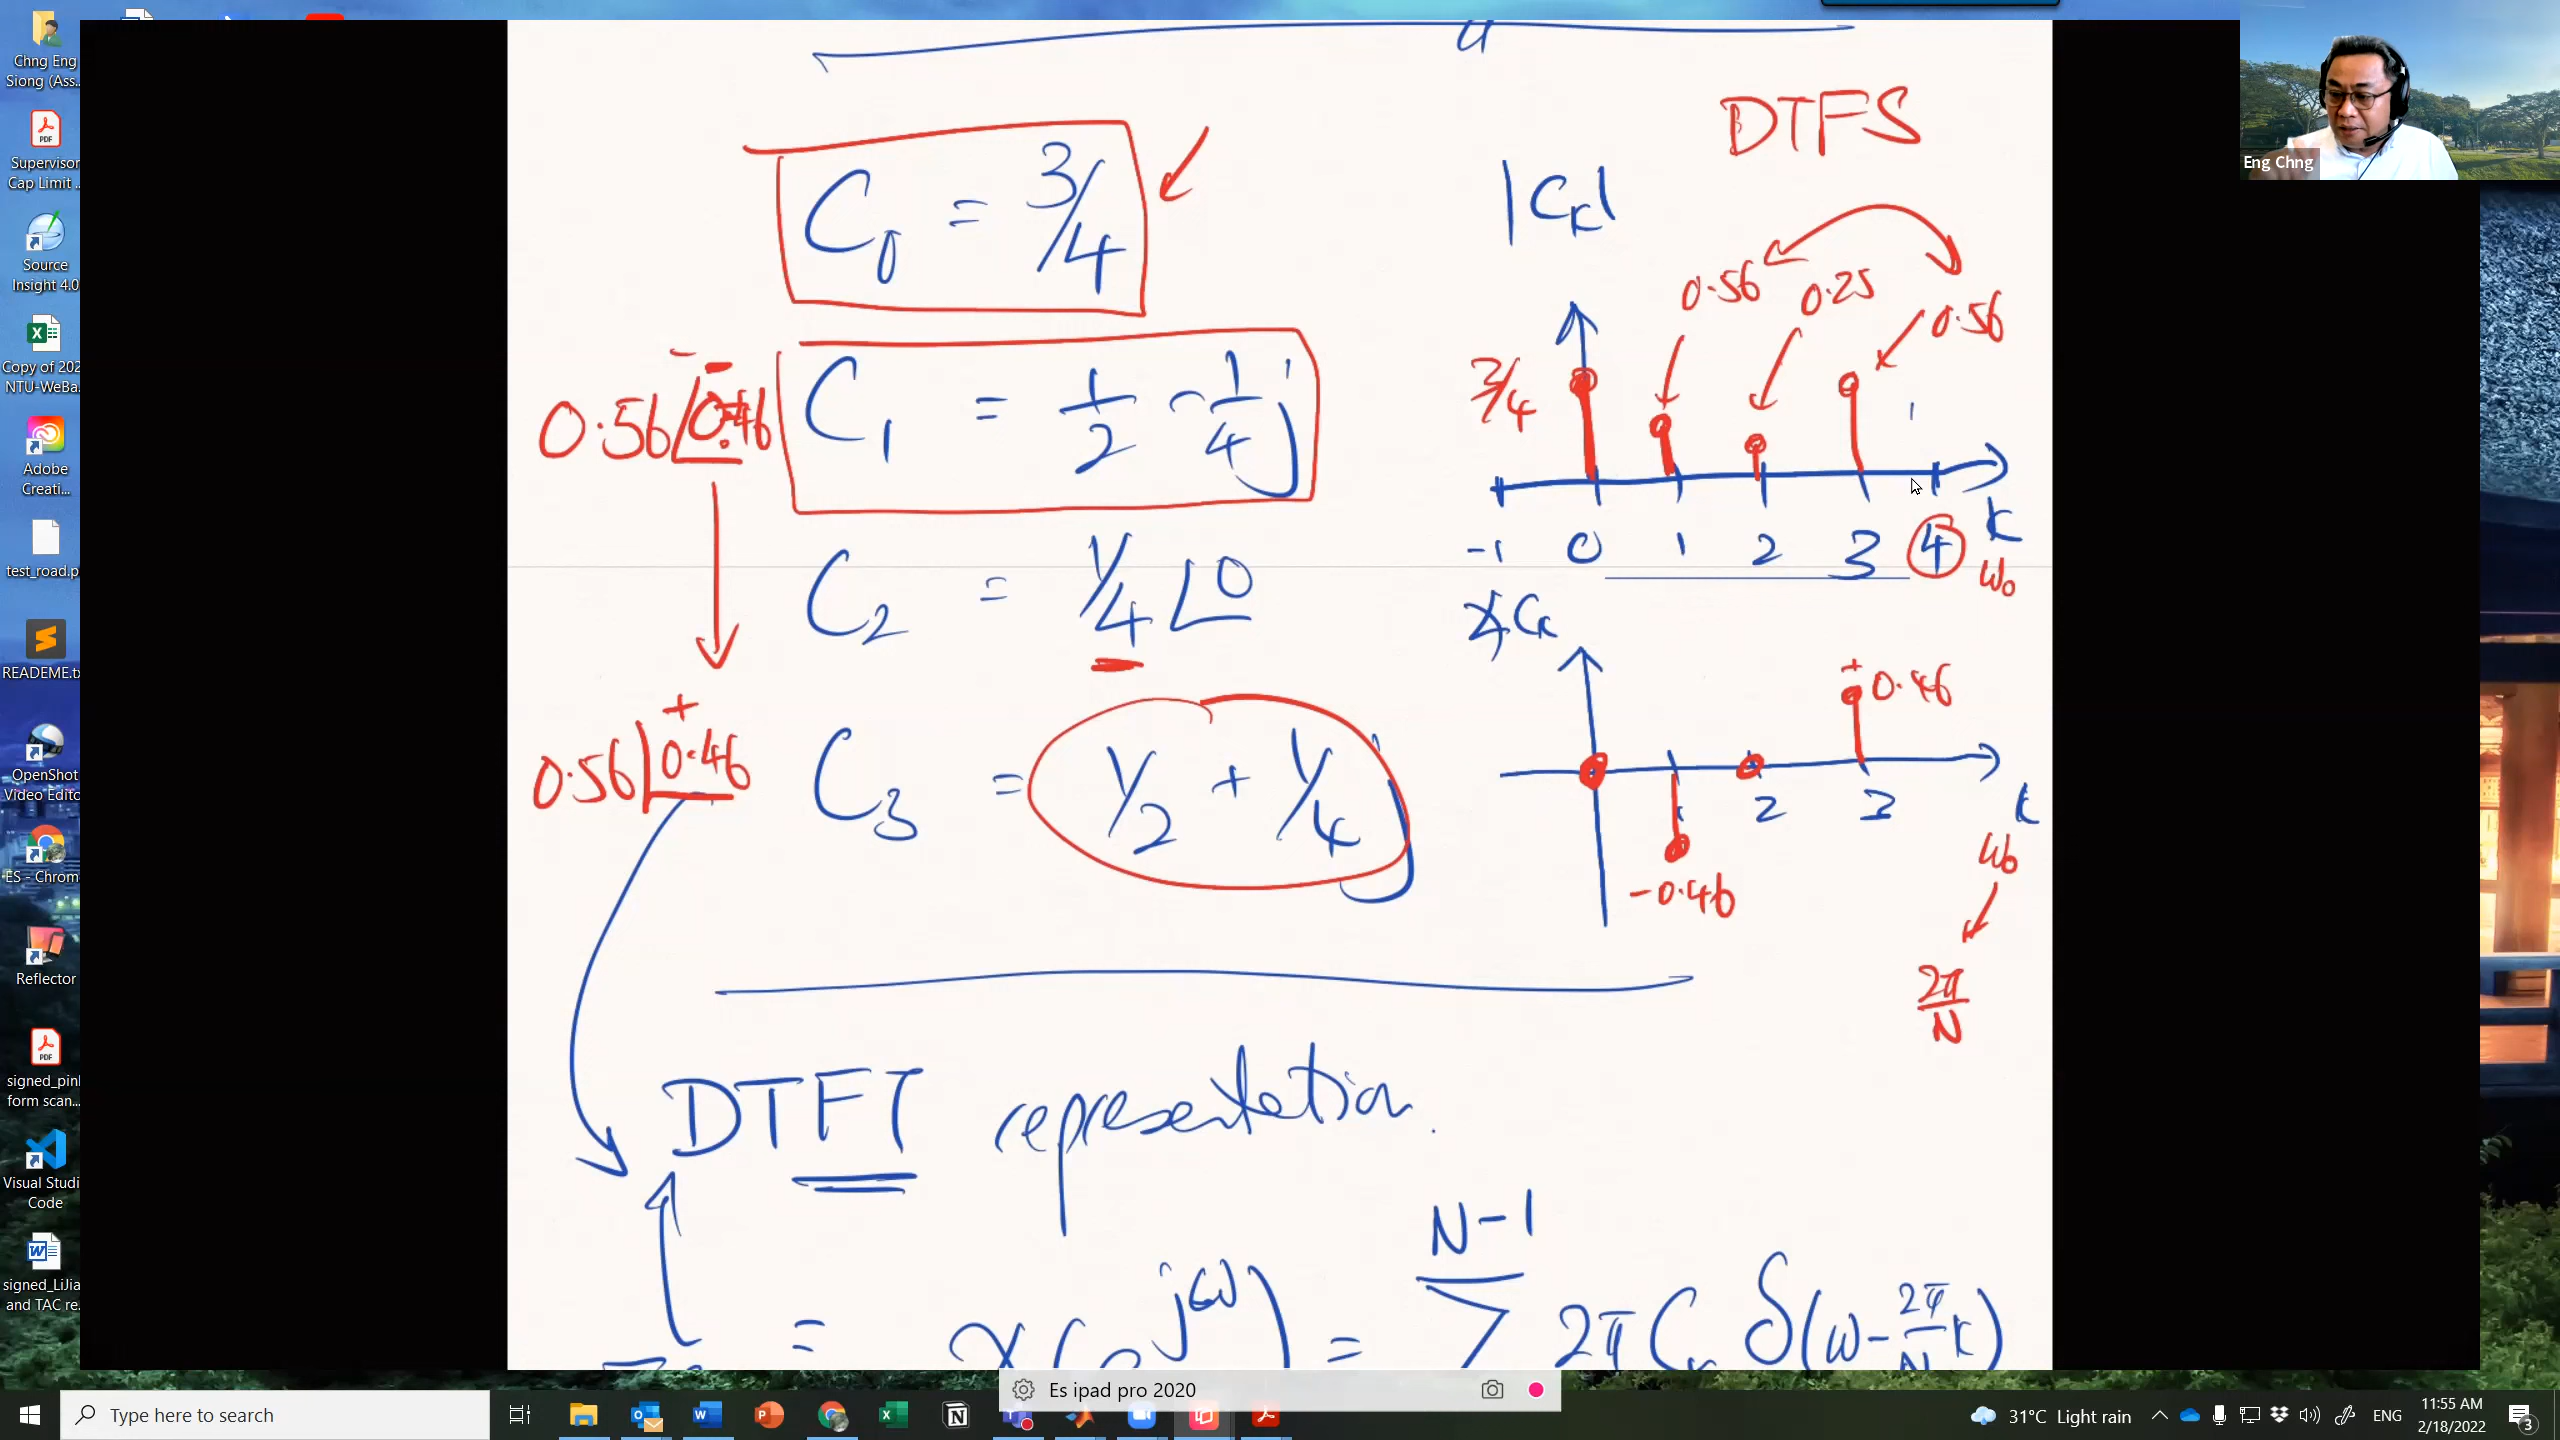 DTFS
C₀ = 3/4
|Cₖ|
0.56
0.25
0.56
3/4
-1 0 1 2 3 4 k
ω₀
- -
0.56∠0.46
C₁ = 1/2 - 1/4 j
C₂ = 1/4 ∠0
∠Cₖ
+
0.56∠0.46
C₃ = 1/2 + 1/4 j
+
0.46
2 3 k
-0.46
ω₀
2π/N
DTFT representation.
N-1
= X(e^jω) = Σ 2π Cₖ δ(ω - 2π/N k)
Eng Chng
Chng Eng
Siong (Ass...
Supervisor
Cap Limit ...
Source
Insight 4.0
Copy of 202
NTU-WeBa..
Adobe
Creati...
test_road.p
READEME.tx
OpenShot
Video Edito
ES - Chrom
Reflector
signed_pinl
form scan...
Visual Studi
Code
signed_LiJia
and TAC re..
Es ipad pro 2020
Type here to search
31°C Light rain
ENG
11:55 AM
2/18/2022
3